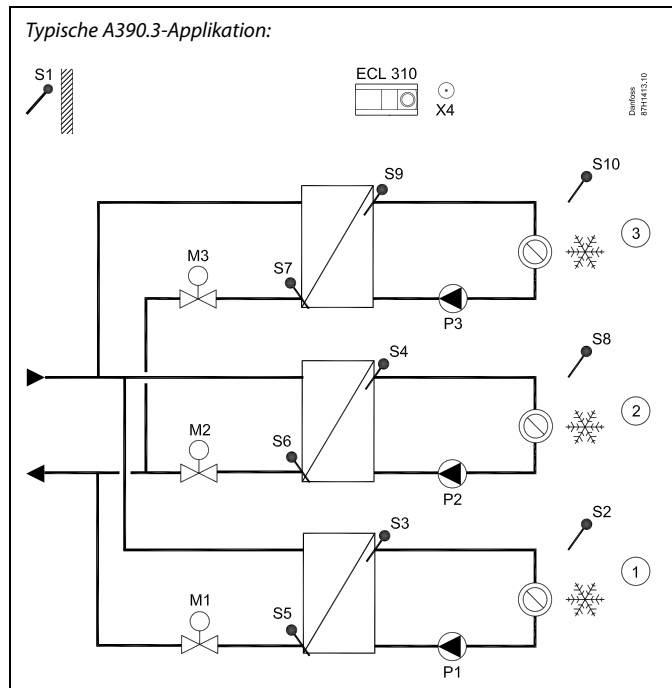 Typische A390.3-Applikation:
S1
ECL 310
X4
Danfoss
87H1413.10
S9
S10
3
M3
S7
P3
S4
S8
2
M2
S6
P2
S3
S2
1
M1
S5
P1